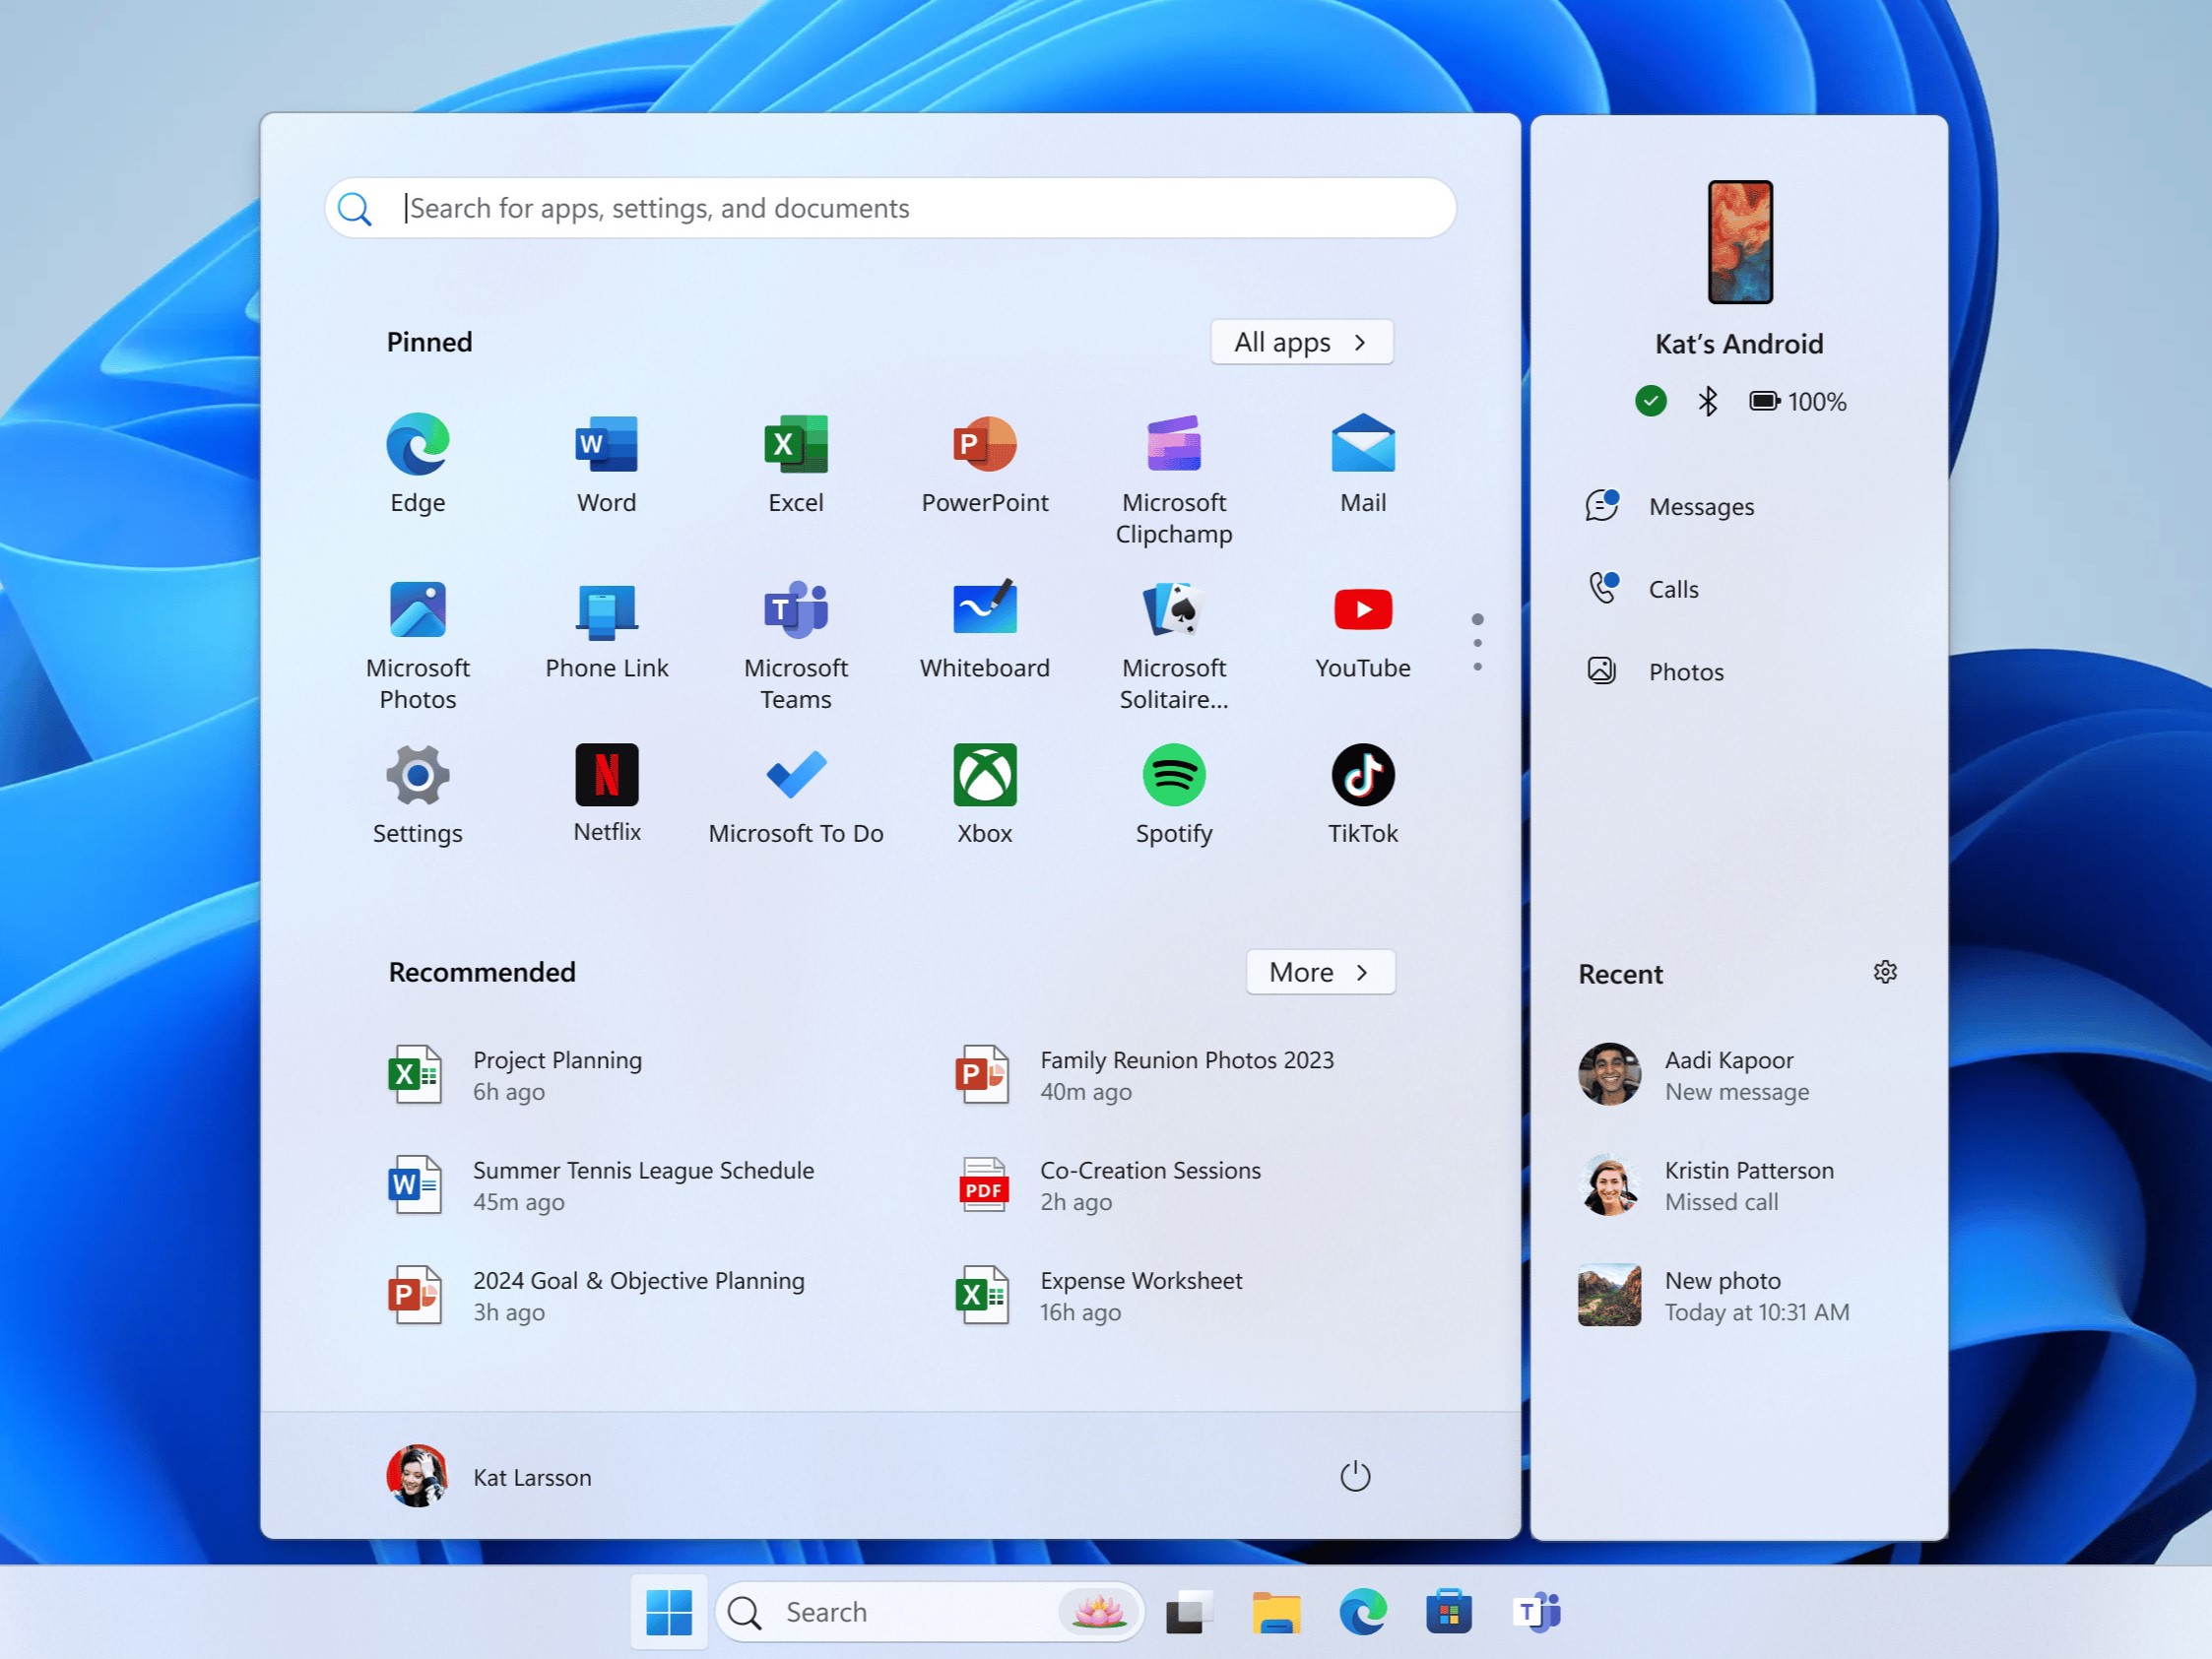 Search for apps, settings, and documents
Pinned
All apps
Edge
Word
Excel
PowerPoint
Microsoft
Clipchamp
Mail
Microsoft
Photos
Phone Link
Microsoft
Teams
Whiteboard
Microsoft
Solitaire...
YouTube
Settings
Netflix
Microsoft To Do
Xbox
Spotify
TikTok
Recommended
More
Project Planning
6h ago
Family Reunion Photos 2023
40m ago
Summer Tennis League Schedule
45m ago
PDF
Co-Creation Sessions
2h ago
2024 Goal & Objective Planning
3h ago
Expense Worksheet
16h ago
Kat Larsson
Kat’s Android
100%
Messages
Calls
Photos
Recent
Aadi Kapoor
New message
Kristin Patterson
Missed call
New photo
Today at 10:31 AM
Search